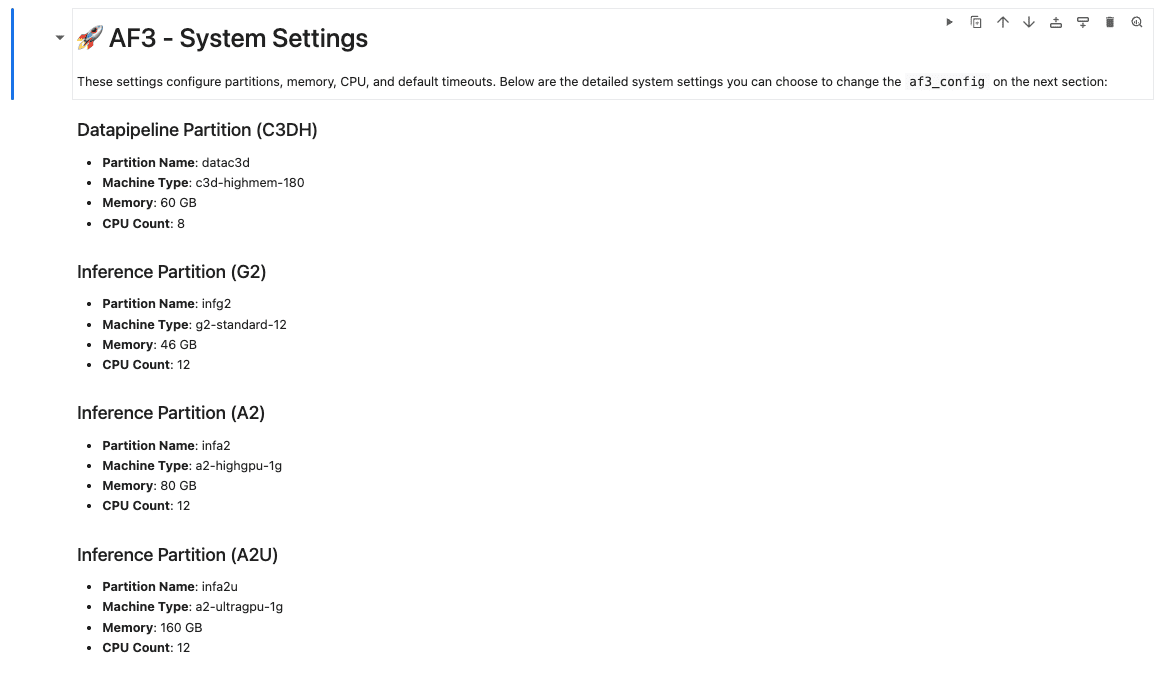 🚀 AF3 - System Settings
These settings configure partitions, memory, CPU, and default timeouts. Below are the detailed system settings you can choose to change the af3_config on the next section:
Datapipeline Partition (C3DH)
• Partition Name: datac3d
• Machine Type: c3d-highmem-180
• Memory: 60 GB
• CPU Count: 8
Inference Partition (G2)
• Partition Name: infg2
• Machine Type: g2-standard-12
• Memory: 46 GB
• CPU Count: 12
Inference Partition (A2)
• Partition Name: infa2
• Machine Type: a2-highgpu-1g
• Memory: 80 GB
• CPU Count: 12
Inference Partition (A2U)
• Partition Name: infa2u
• Machine Type: a2-ultragpu-1g
• Memory: 160 GB
• CPU Count: 12